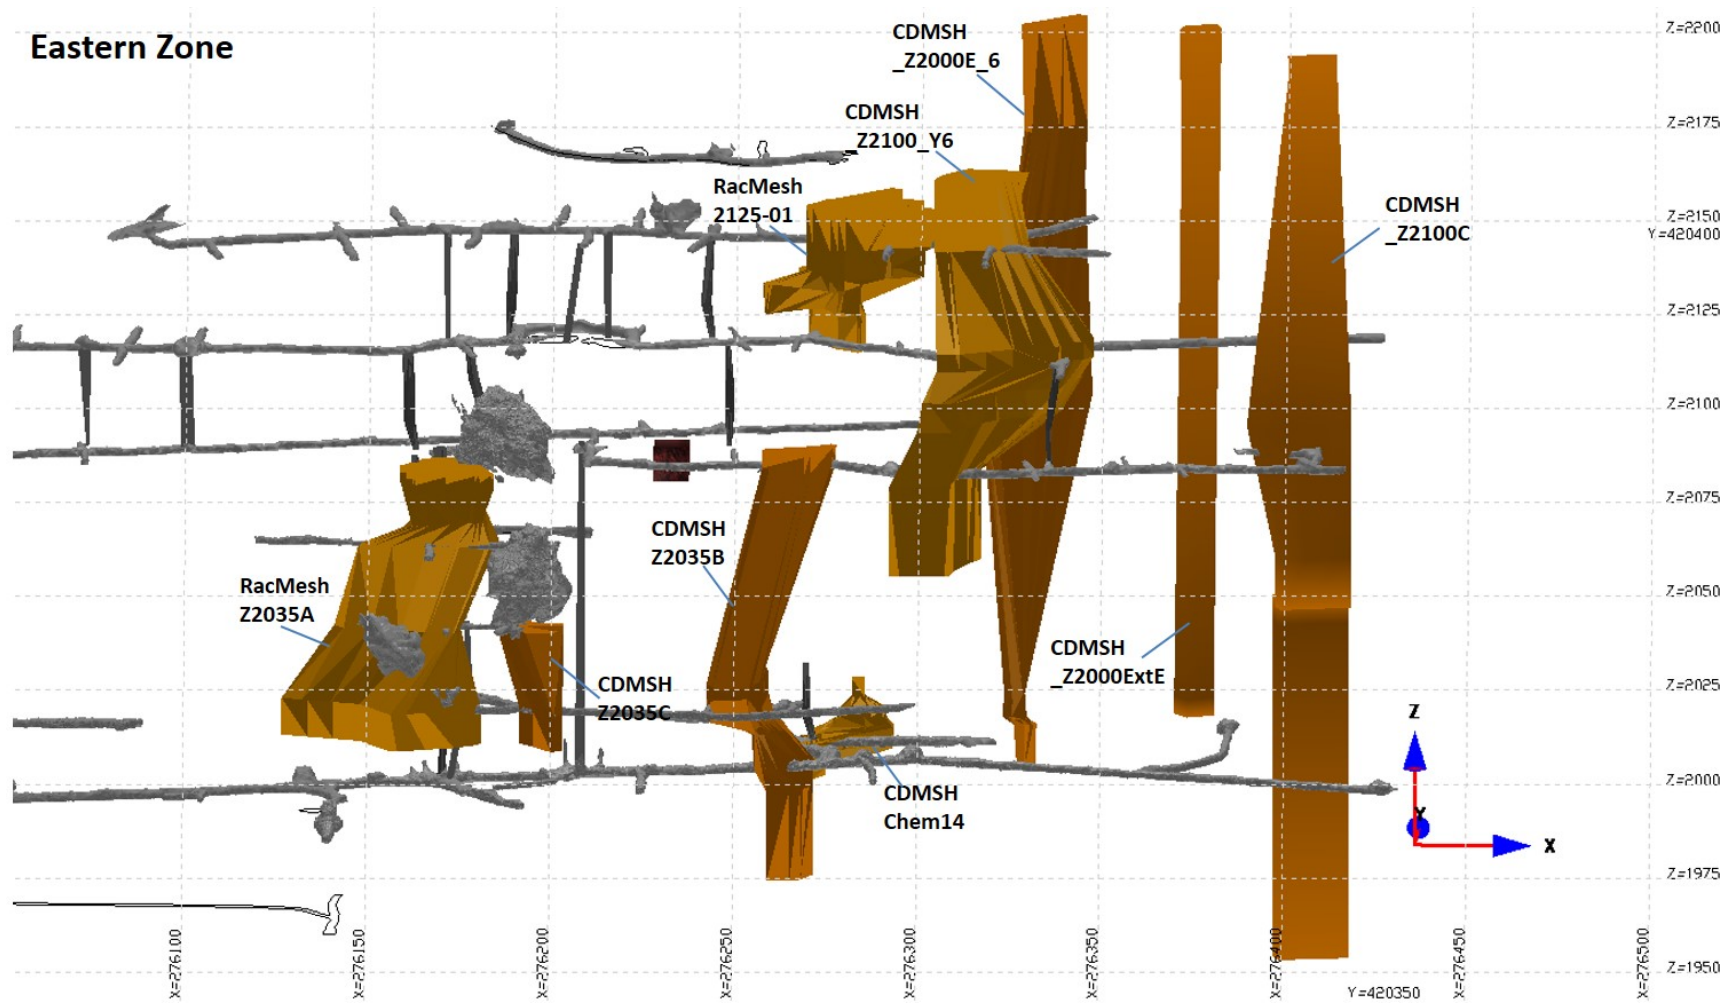 Eastern Zone
CDMSH
_Z2000E_6
CDMSH
_Z2100_Y6
RacMesh
2125-01
CDMSH
_Z2100C
CDMSH
Z2035B
RacMesh
Z2035A
CDMSH
Z2035C
CDMSH
_Z2000ExtE
CDMSH
Chem14
Z=2200
Z=2175
Z=2150
Y=420400
Z=2125
Z=2100
Z=2075
Z=2050
Z=2025
Z=2000
Z=1975
Z=1950
Z
Y
X
X=276100
X=276150
X=276200
X=276250
X=276300
X=276350
X=276400
X=276450
X=276500
Y=420350